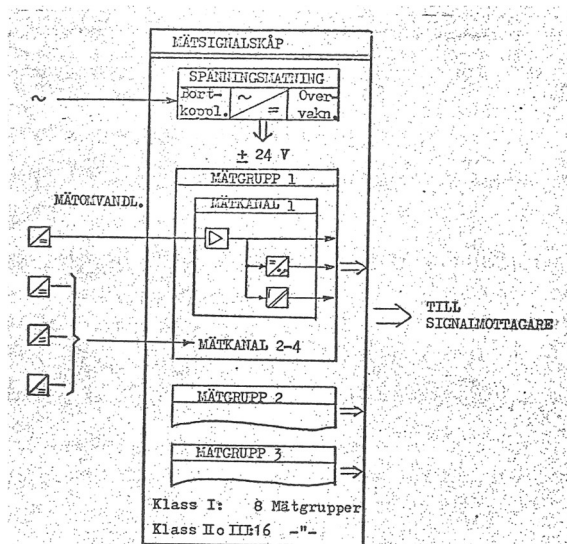 MÄTSIGNALSKÅP
SPÄNNINGSMATNING
Bort-
koppl.
~
=
Över-
vakn.
~
± 24 V
MÄTGRUPP 1
MÄTOMVANDL.
MÄTKANAL 1
TILL
SIGNALMOTTAGARE
MÄTKANAL 2-4
MÄTGRUPP 2
MÄTGRUPP 3
Klass I: 8 Mätgrupper
Klass II o III:16 -"-